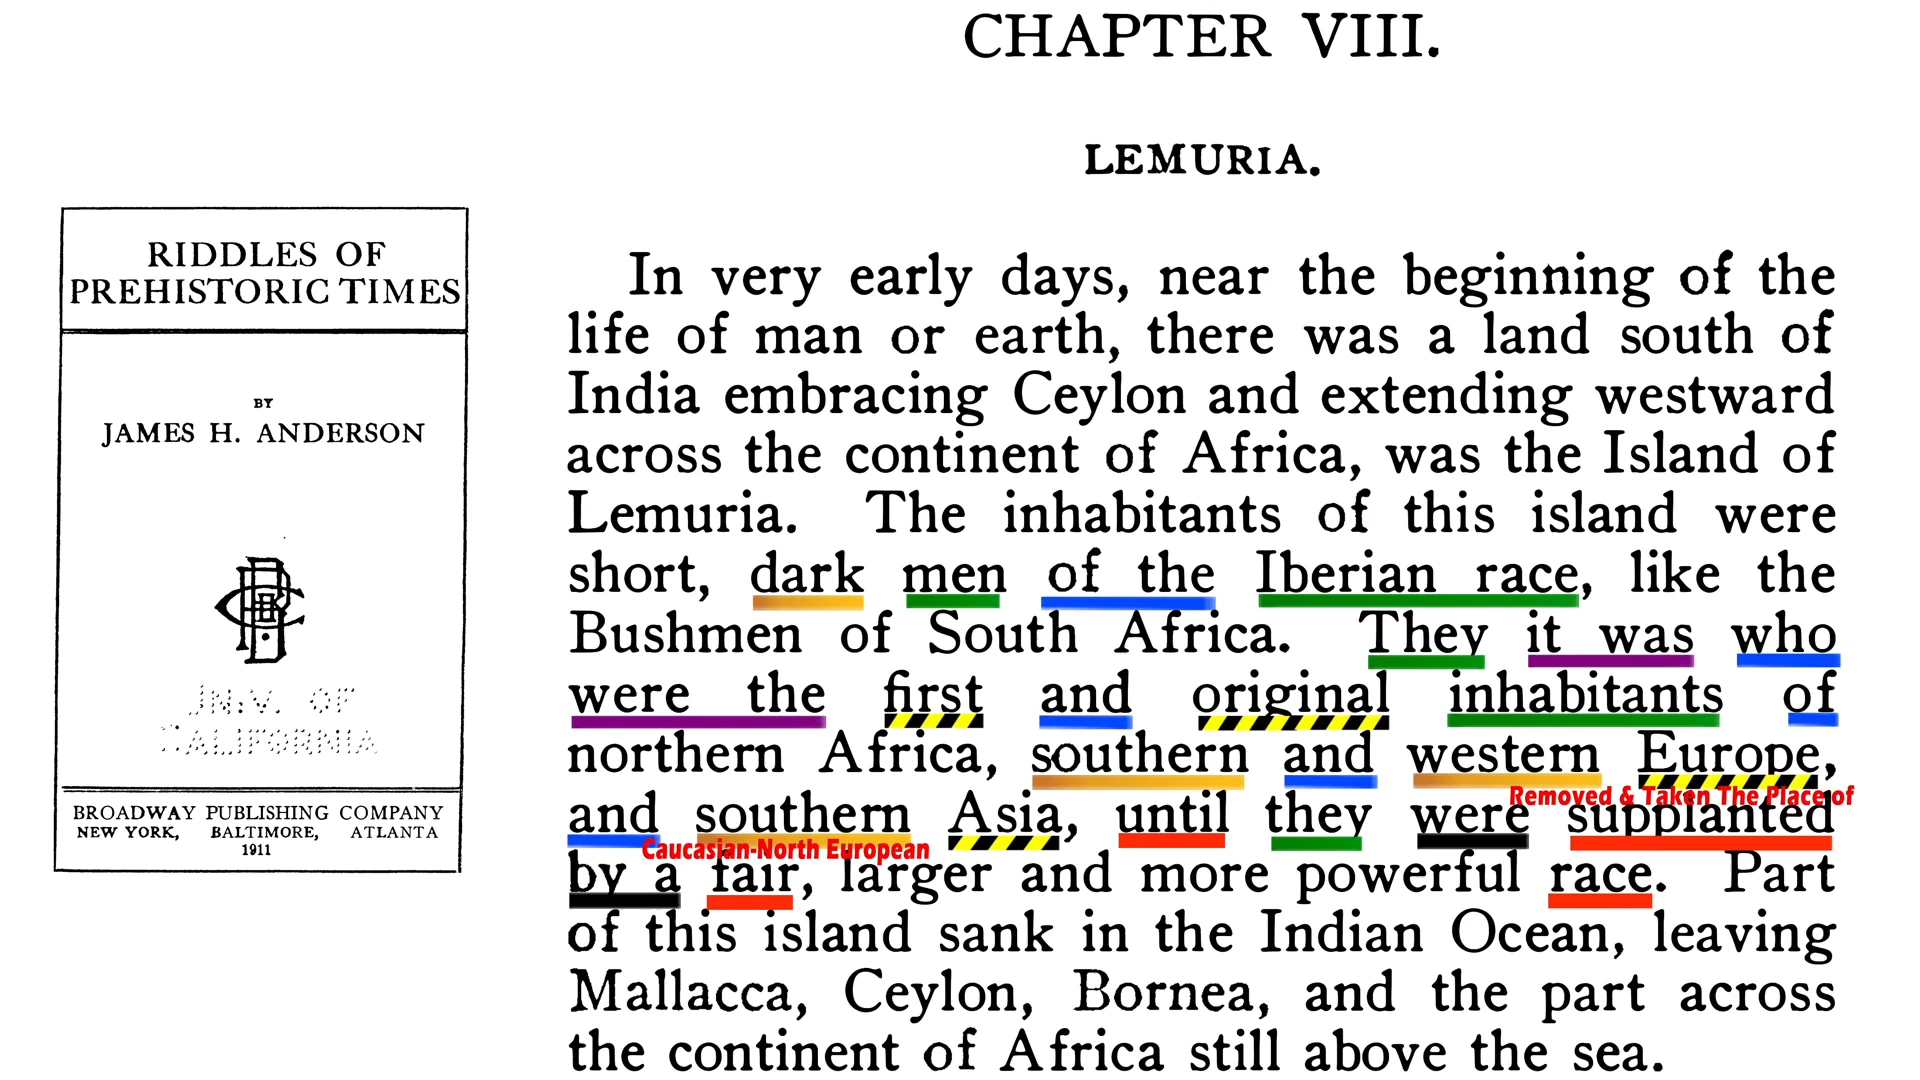 RIDDLES OF
PREHISTORIC TIMES
BY
JAMES H. ANDERSON
UNIV. OF
CALIFORNIA
BROADWAY PUBLISHING COMPANY
NEW YORK, BALTIMORE, ATLANTA
1911
CHAPTER VIII.
LEMURIA.
In very early days, near the beginning of the
life of man or earth, there was a land south of
India embracing Ceylon and extending westward
across the continent of Africa, was the Island of
Lemuria. The inhabitants of this island were
short, dark men of the Iberian race, like the
Bushmen of South Africa. They it was who
were the first and original inhabitants of
northern Africa, southern and western Europe,
Removed & Taken The Place of
and southern Asia, until they were supplanted
Caucasian-North European
by a fair, larger and more powerful race. Part
of this island sank in the Indian Ocean, leaving
Mallacca, Ceylon, Bornea, and the part across
the continent of Africa still above the sea.